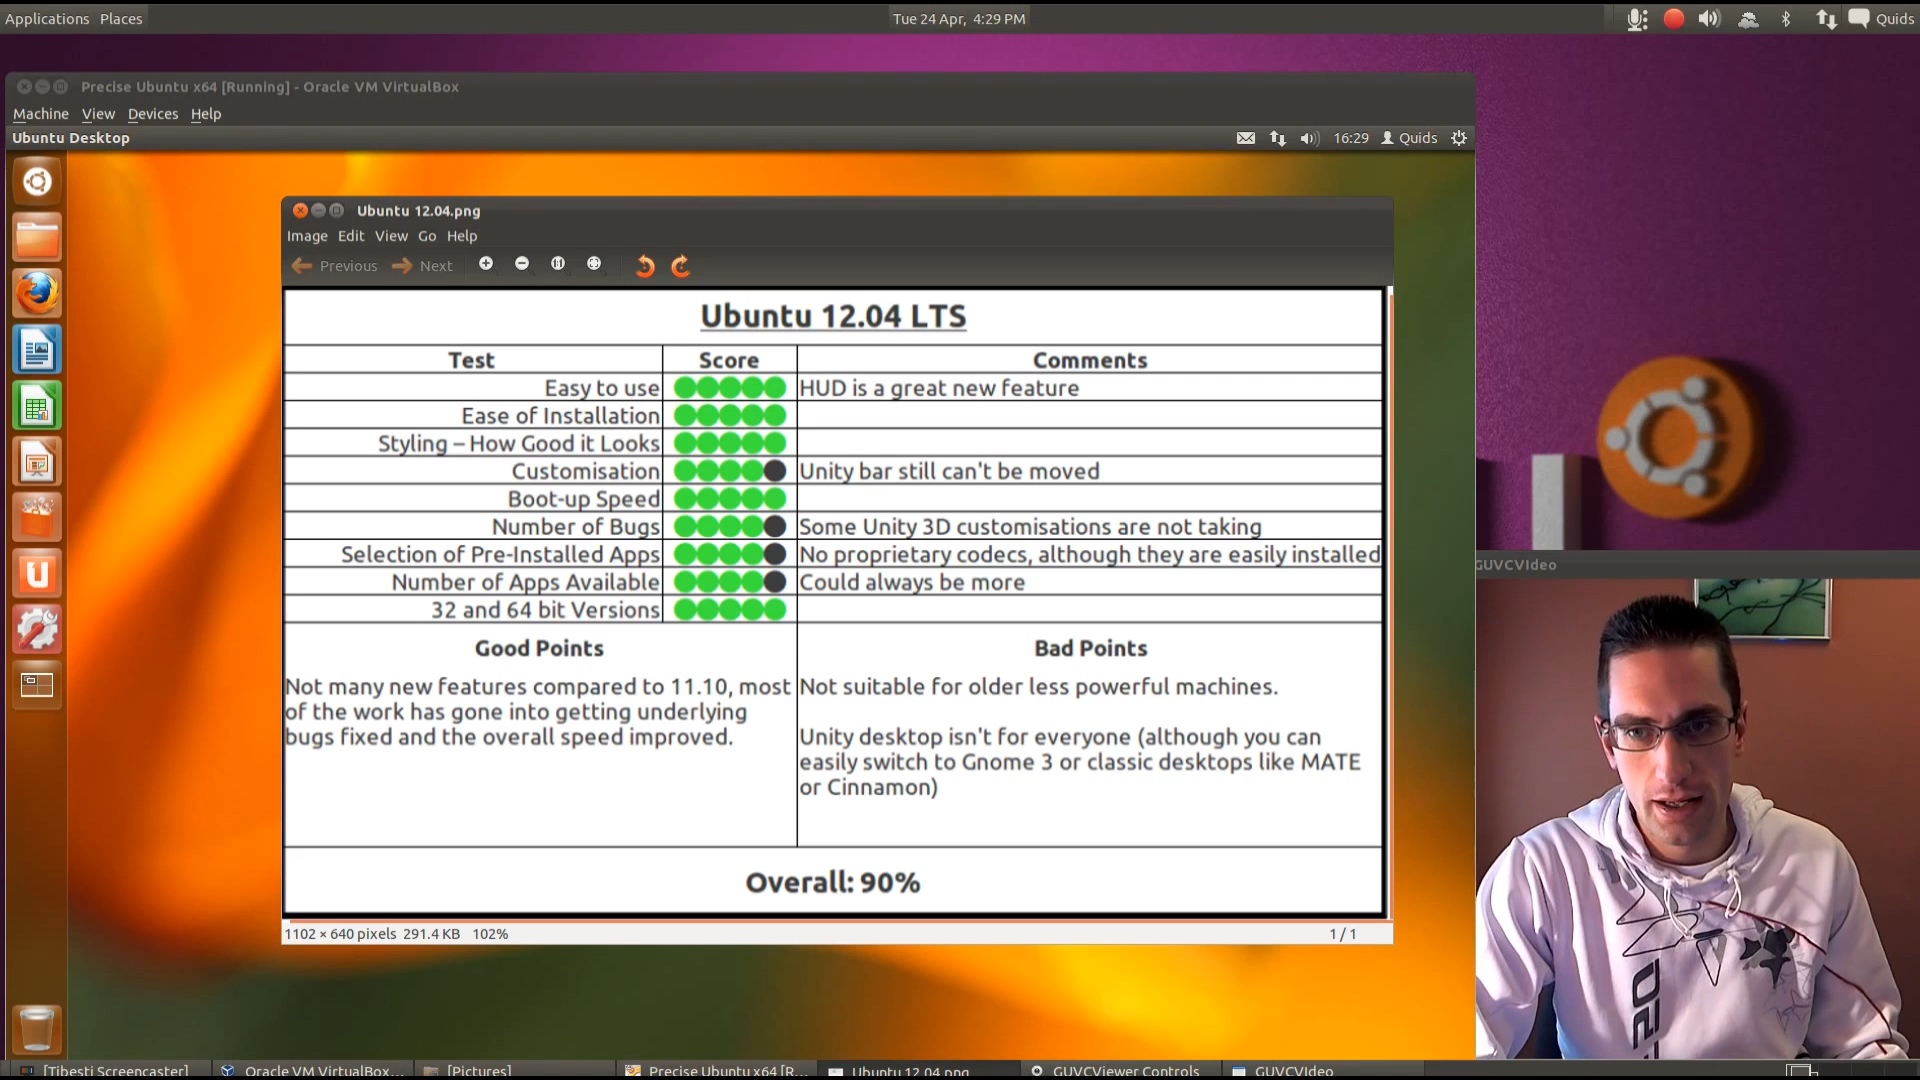 Applications Places
Tue 24 Apr, 4:29 PM
Quids
Precise Ubuntu x64 [Running] - Oracle VM VirtualBox
Machine View Devices Help
Ubuntu Desktop
16:29 Quids
Ubuntu 12.04.png
Image Edit View Go Help
Previous Next
Ubuntu 12.04 LTS
Test Score Comments
Easy to use HUD is a great new feature
Ease of Installation
Styling – How Good it Looks
Customisation Unity bar still can't be moved
Boot-up Speed
Number of Bugs Some Unity 3D customisations are not taking
Selection of Pre-Installed Apps No proprietary codecs, although they are easily installed
Number of Apps Available Could always be more
32 and 64 bit Versions
Good Points
Not many new features compared to 11.10, most
of the work has gone into getting underlying
bugs fixed and the overall speed improved.
Bad Points
Not suitable for older less powerful machines.
Unity desktop isn't for everyone (although you can
easily switch to Gnome 3 or classic desktops like MATE
or Cinnamon)
Overall: 90%
1102 × 640 pixels 291.4 KB 102%
1 / 1
GUVCVIdeo
[Tibesti Screencaster]
Oracle VM VirtualBox...
[Pictures]
Precise Ubuntu x64 [R...
Ubuntu 12.04.png
GUVCViewer Controls
GUVCVIdeo